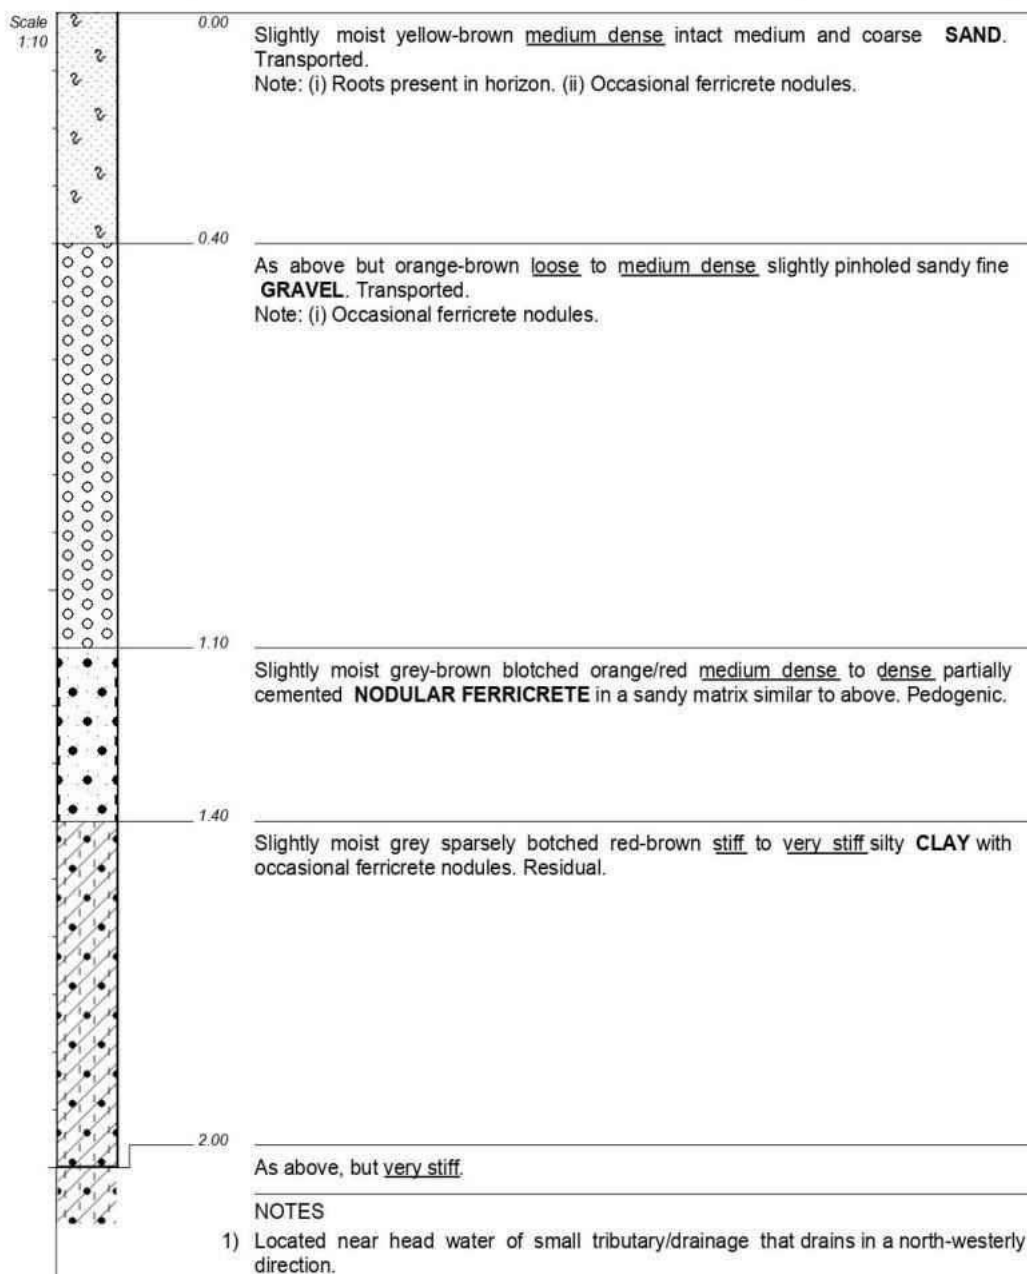 Scale
1:10
0.00
Slightly moist yellow-brown medium dense intact medium and coarse SAND.
Transported.
Note: (i) Roots present in horizon. (ii) Occasional ferricrete nodules.
0.40
As above but orange-brown loose to medium dense slightly pinholed sandy fine
GRAVEL. Transported.
Note: (i) Occasional ferricrete nodules.
1.10
Slightly moist grey-brown blotched orange/red medium dense to dense partially
cemented NODULAR FERRICRETE in a sandy matrix similar to above. Pedogenic.
1.40
Slightly moist grey sparsely botched red-brown stiff to very stiff silty CLAY with
occasional ferricrete nodules. Residual.
2.00
As above, but very stiff.
NOTES
1) Located near head water of small tributary/drainage that drains in a north-westerly
direction.